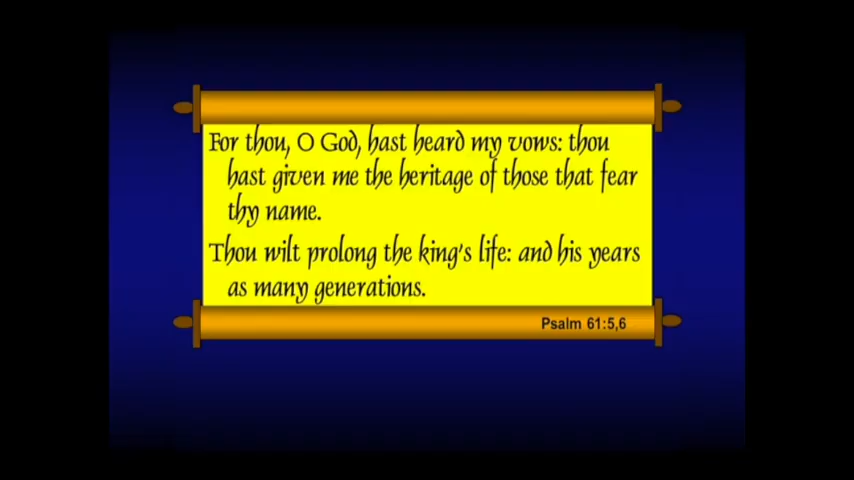 For thou, O God, hast heard my vows: thou
hast given me the heritage of those that fear
thy name.
Thou wilt prolong the king's life: and his years
as many generations.
Psalm 61:5,6